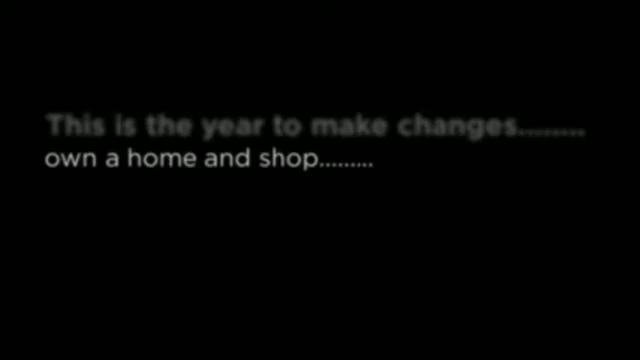 This is the year to make changes........
own a home and shop.........